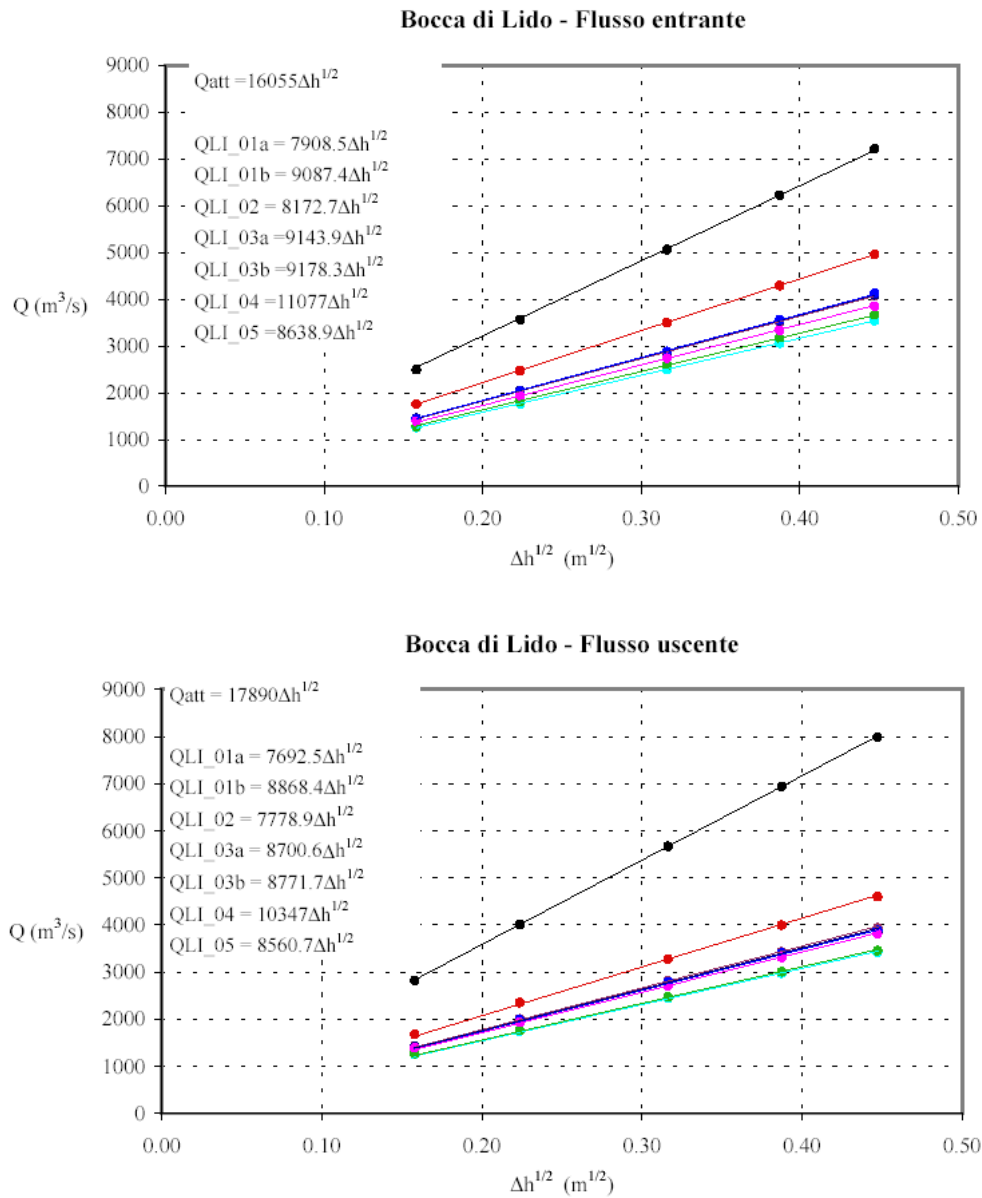 Bocca di Lido - Flusso entrante
9000
8000
7000
6000
5000
4000
3000
2000
1000
0
Q (m³/s)
Qatt =16055Δh^1/2
QLI_01a = 7908.5Δh^1/2
QLI_01b = 9087.4Δh^1/2
QLI_02 = 8172.7Δh^1/2
QLI_03a =9143.9Δh^1/2
QLI_03b = 9178.3Δh^1/2
QLI_04 = 11077Δh^1/2
QLI_05 =8638.9Δh^1/2
0.00 0.10 0.20 0.30 0.40 0.50
Δh^1/2 (m^1/2)
Bocca di Lido - Flusso uscente
9000
8000
7000
6000
5000
4000
3000
2000
1000
0
Q (m³/s)
Qatt = 17890Δh^1/2
QLI_01a = 7692.5Δh^1/2
QLI_01b = 8868.4Δh^1/2
QLI_02 = 7778.9Δh^1/2
QLI_03a = 8700.6Δh^1/2
QLI_03b = 8771.7Δh^1/2
QLI_04 = 10347Δh^1/2
QLI_05 = 8560.7Δh^1/2
0.00 0.10 0.20 0.30 0.40 0.50
Δh^1/2 (m^1/2)